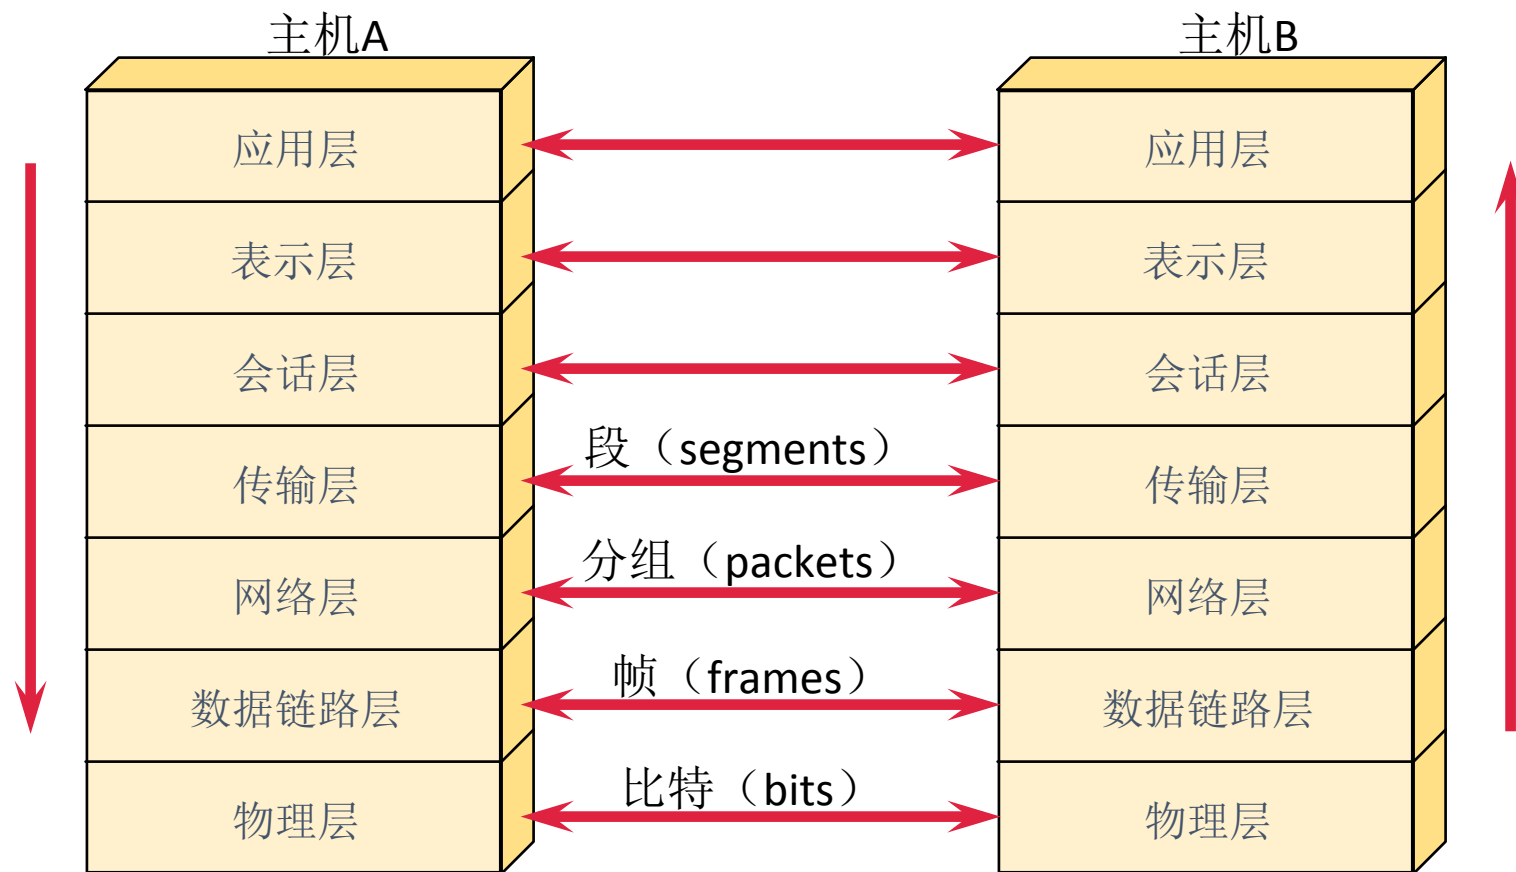 主机A
主机B
应用层
应用层
表示层
表示层
会话层
会话层
段（segments）
传输层
传输层
分组（packets）
网络层
网络层
帧（frames）
数据链路层
数据链路层
比特（bits）
物理层
物理层